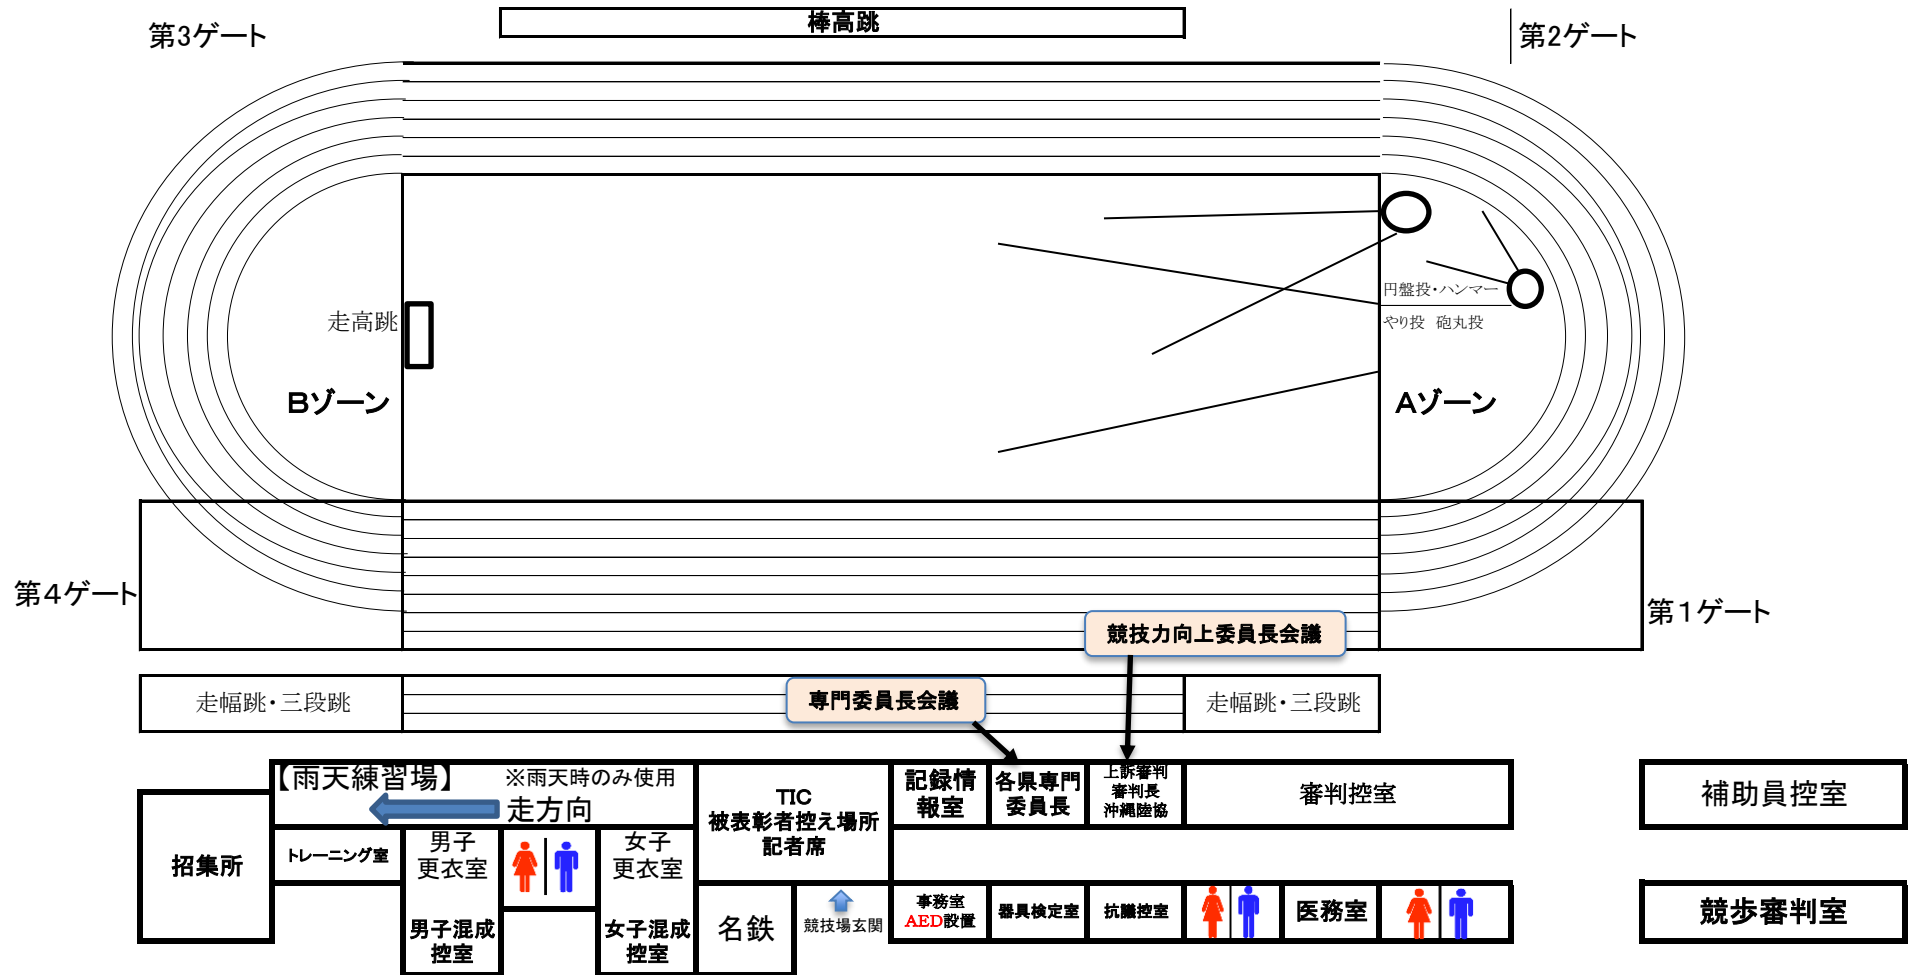 棒高跳
第3ゲート
第2ゲート
円盤投・ハンマー
やり投 砲丸投
走高跳
Bゾーン
Aゾーン
第4ゲート
第1ゲート
競技力向上委員長会議
専門委員長会議
走幅跳・三段跳
走幅跳・三段跳
【雨天練習場】 ※雨天時のみ使用
走方向
TIC
被表彰者控え場所
記者席
記録情
報室
各県専門
委員長
上訴審判
審判長
沖縄陸協
審判控室
補助員控室
招集所
トレーニング室
男子
更衣室
女子
更衣室
男子混成
控室
女子混成
控室
名鉄
競技場玄関
事務室
AED設置
器具検定室
抗議控室
医務室
競歩審判室